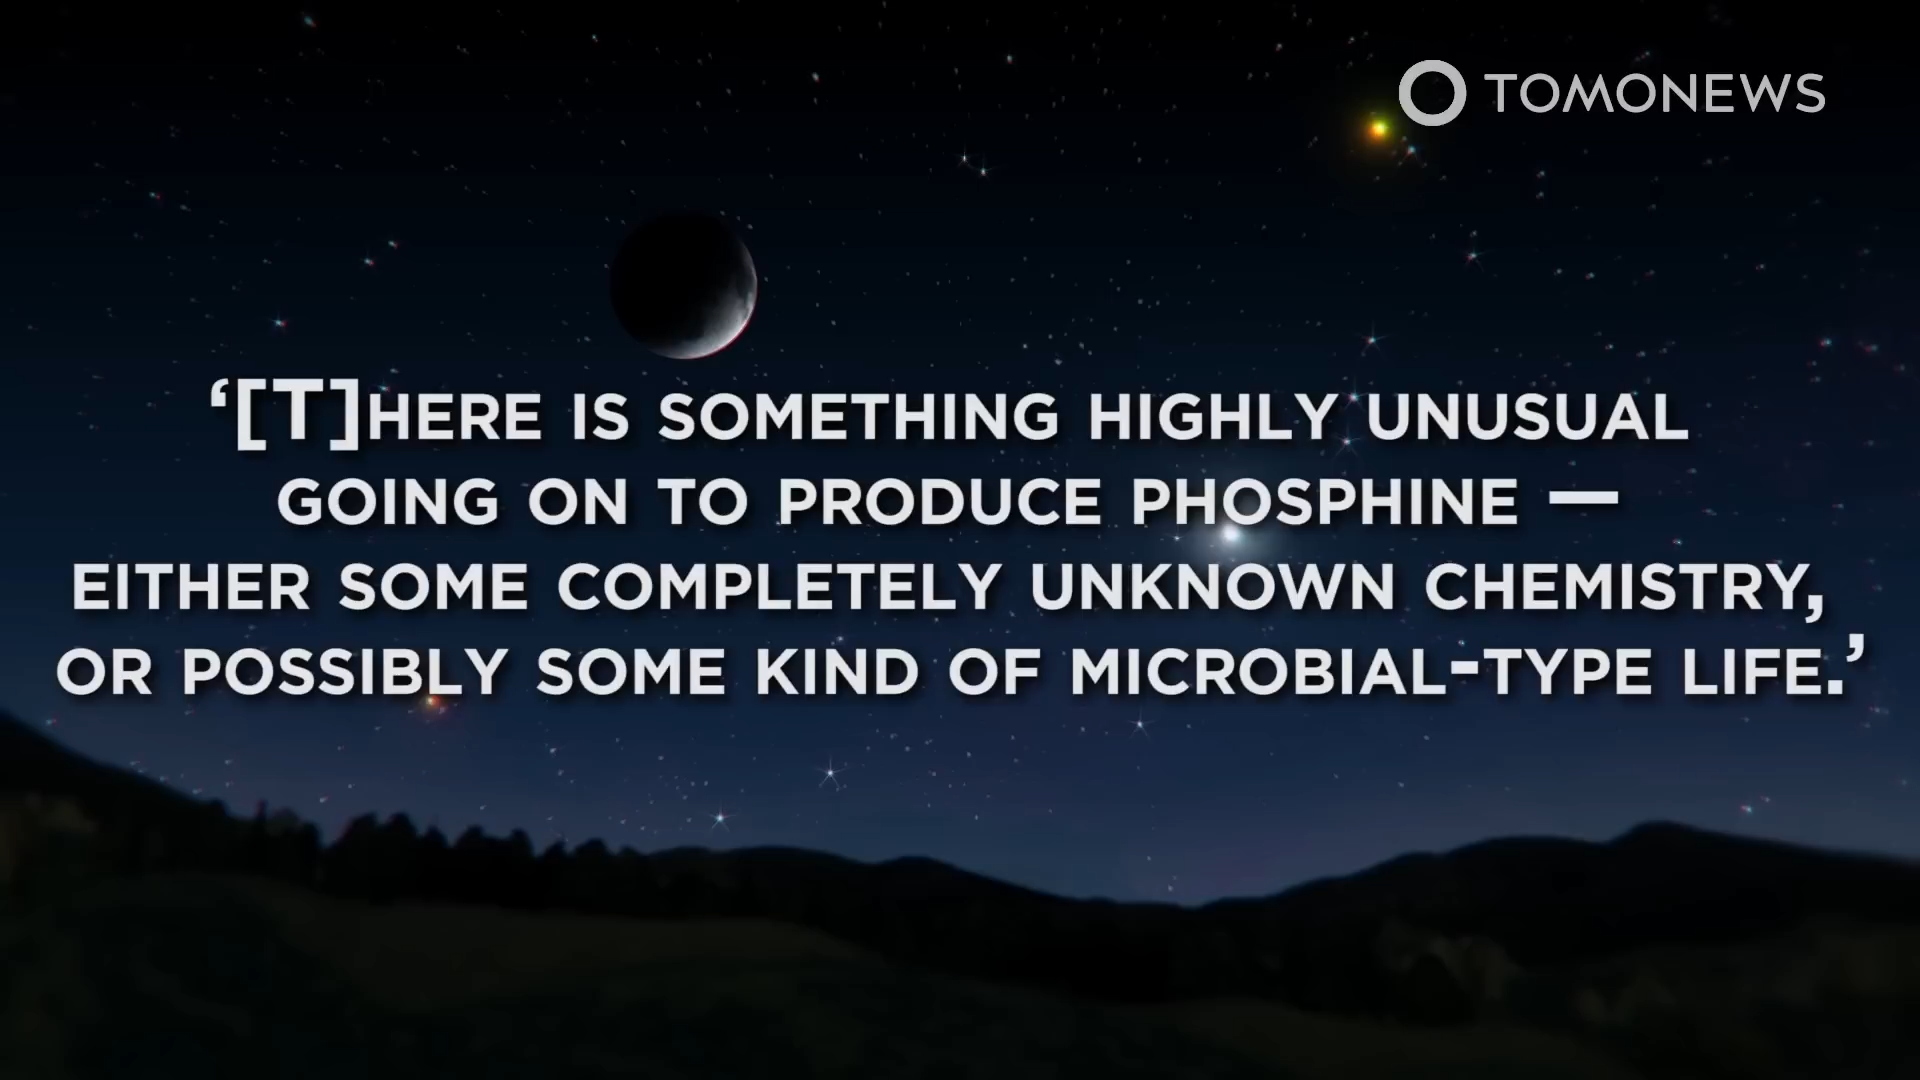 TOMONEWS
‘[T]HERE IS SOMETHING HIGHLY UNUSUAL
GOING ON TO PRODUCE PHOSPHINE —
EITHER SOME COMPLETELY UNKNOWN CHEMISTRY,
OR POSSIBLY SOME KIND OF MICROBIAL-TYPE LIFE.’